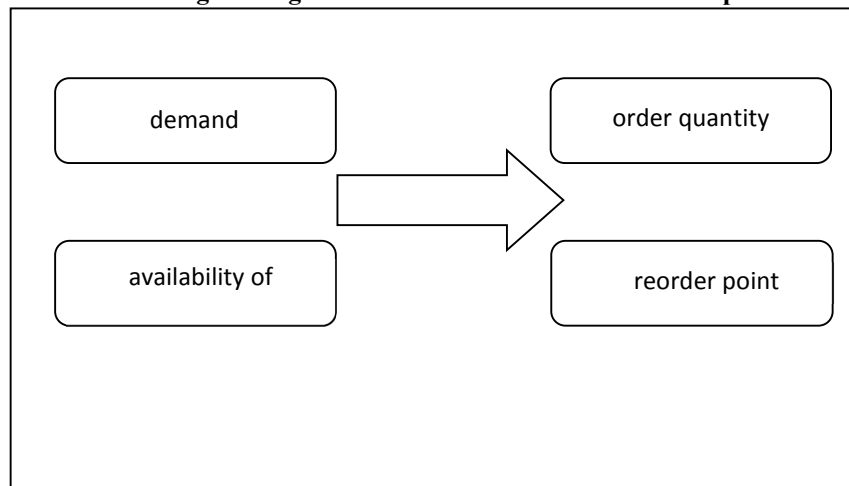 demand
order quantity
availability of
reorder point